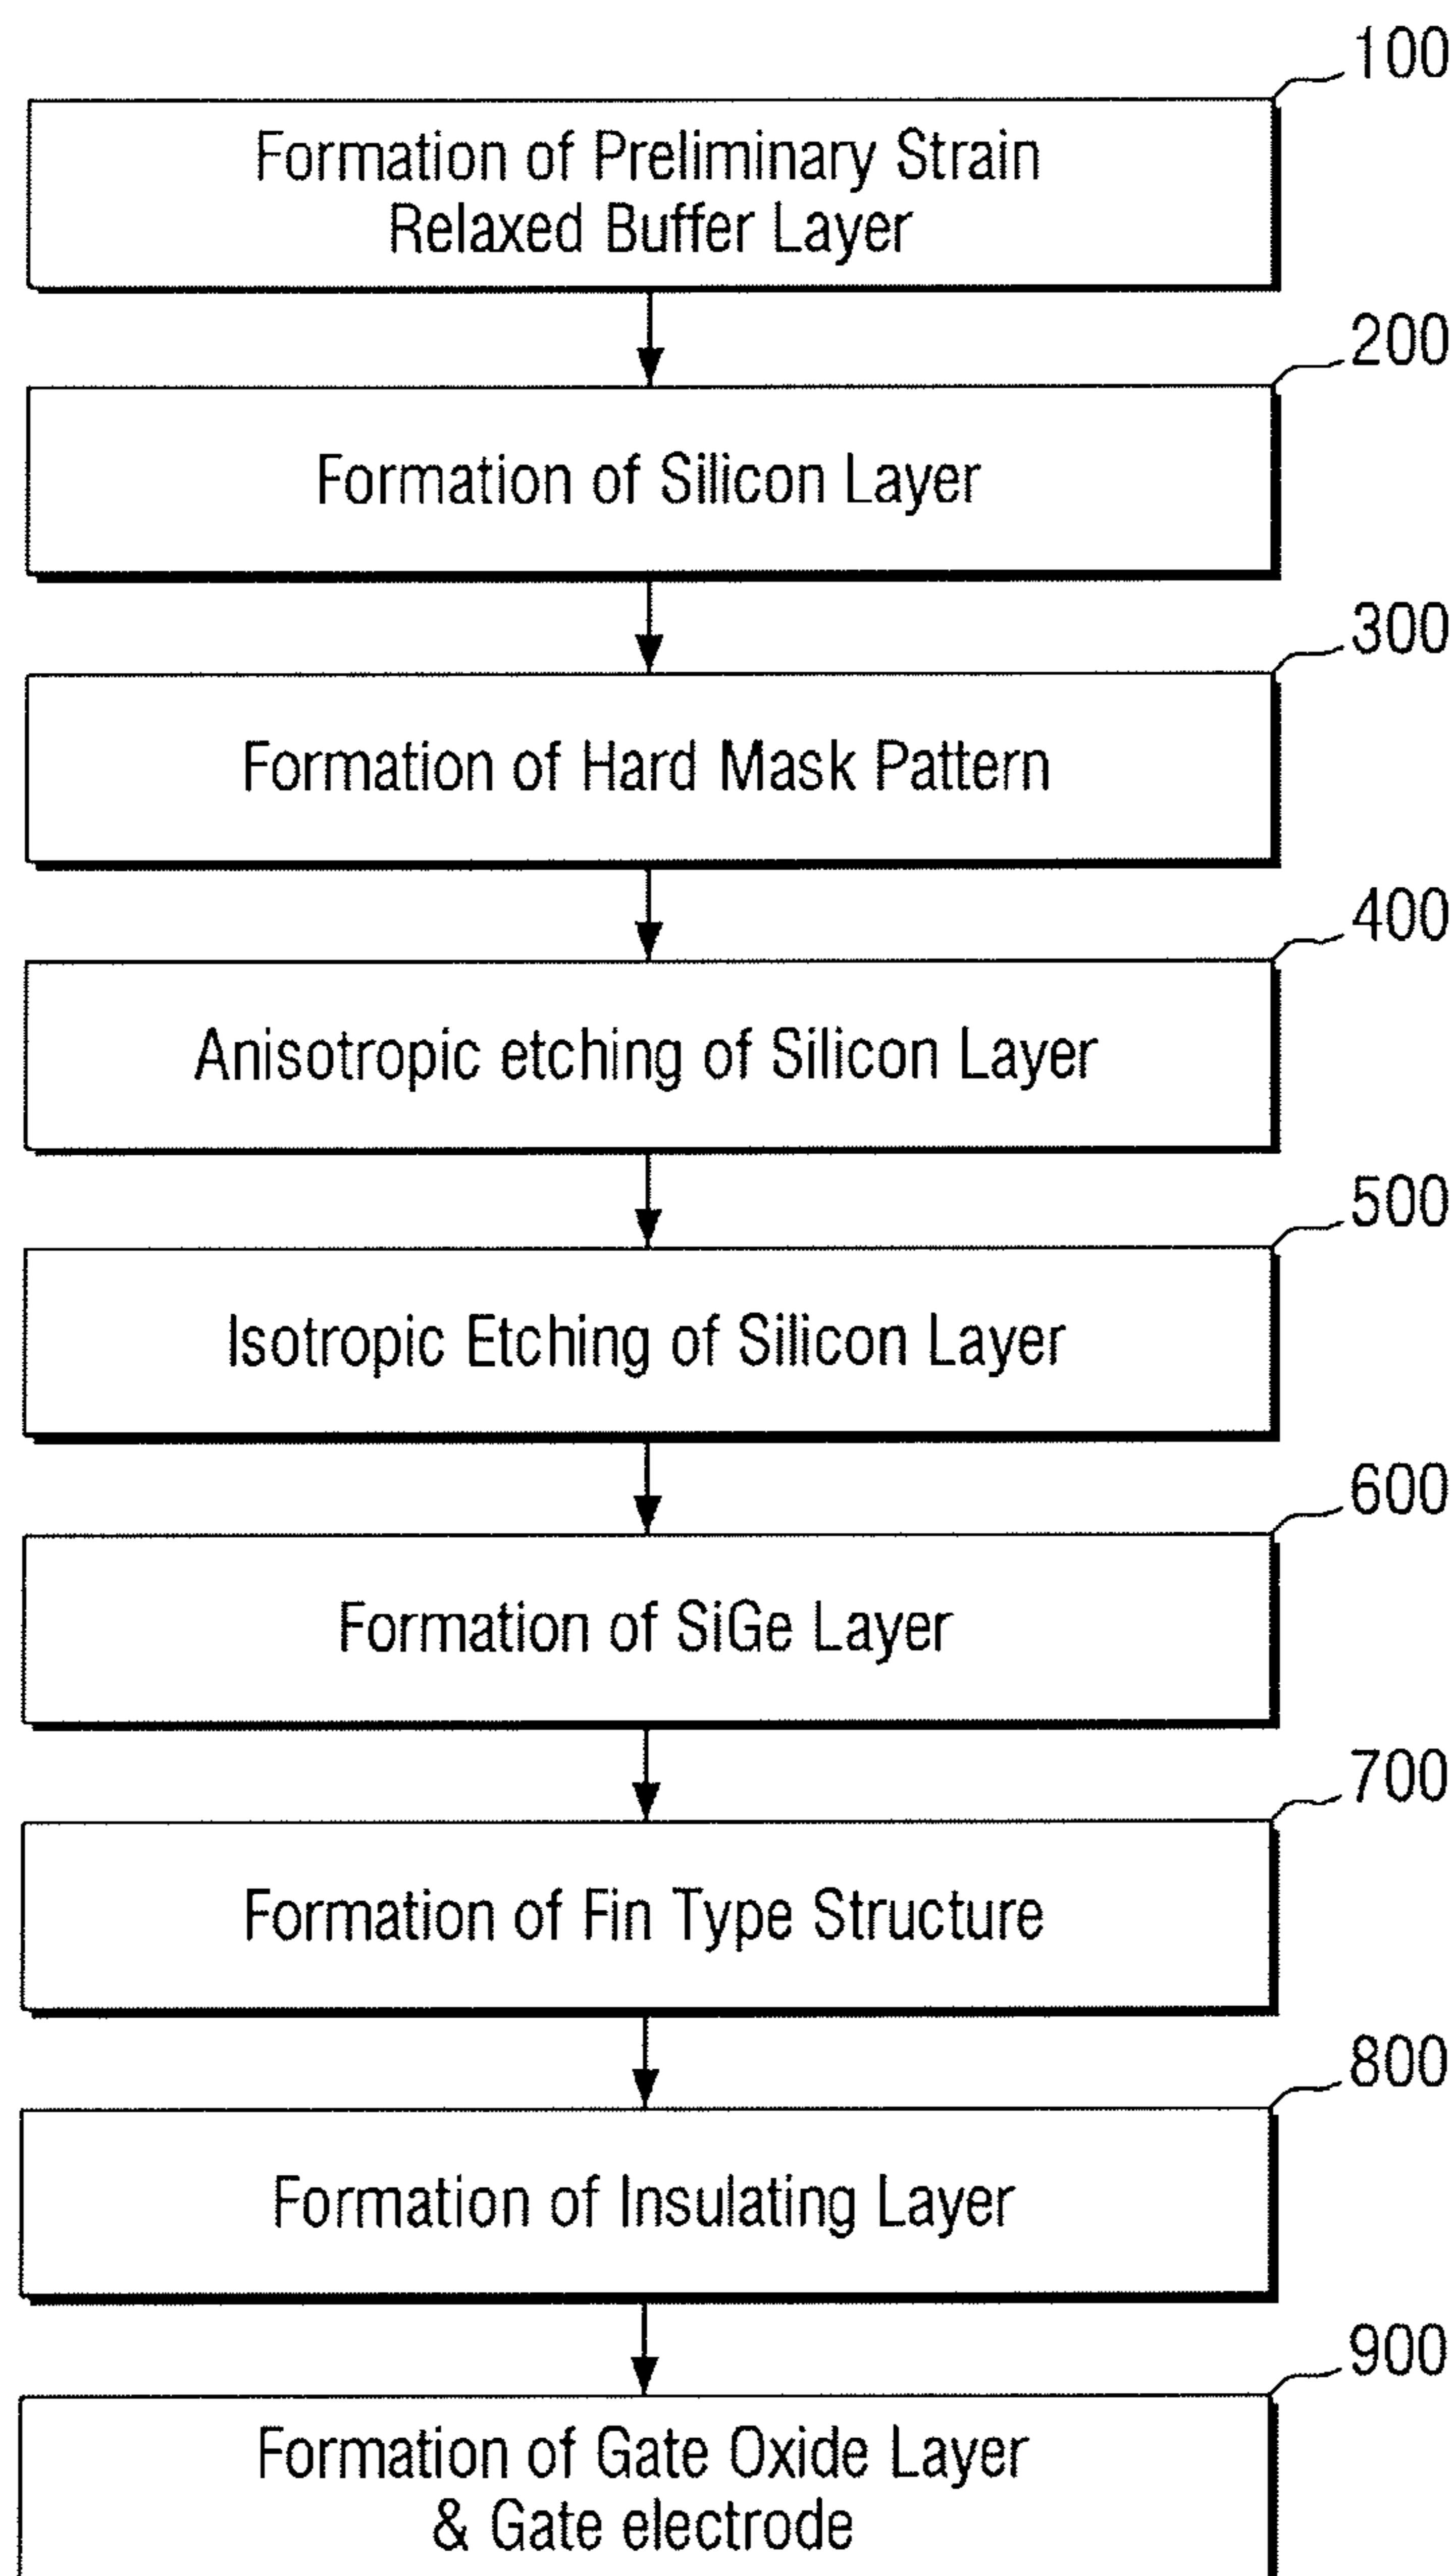 100
Formation of Preliminary Strain
Relaxed Buffer Layer
200
Formation of Silicon Layer
300
Formation of Hard Mask Pattern
400
Anisotropic etching of Silicon Layer
500
Isotropic Etching of Silicon Layer
600
Formation of SiGe Layer
700
Formation of Fin Type Structure
800
Formation of Insulating Layer
900
Formation of Gate Oxide Layer
& Gate electrode